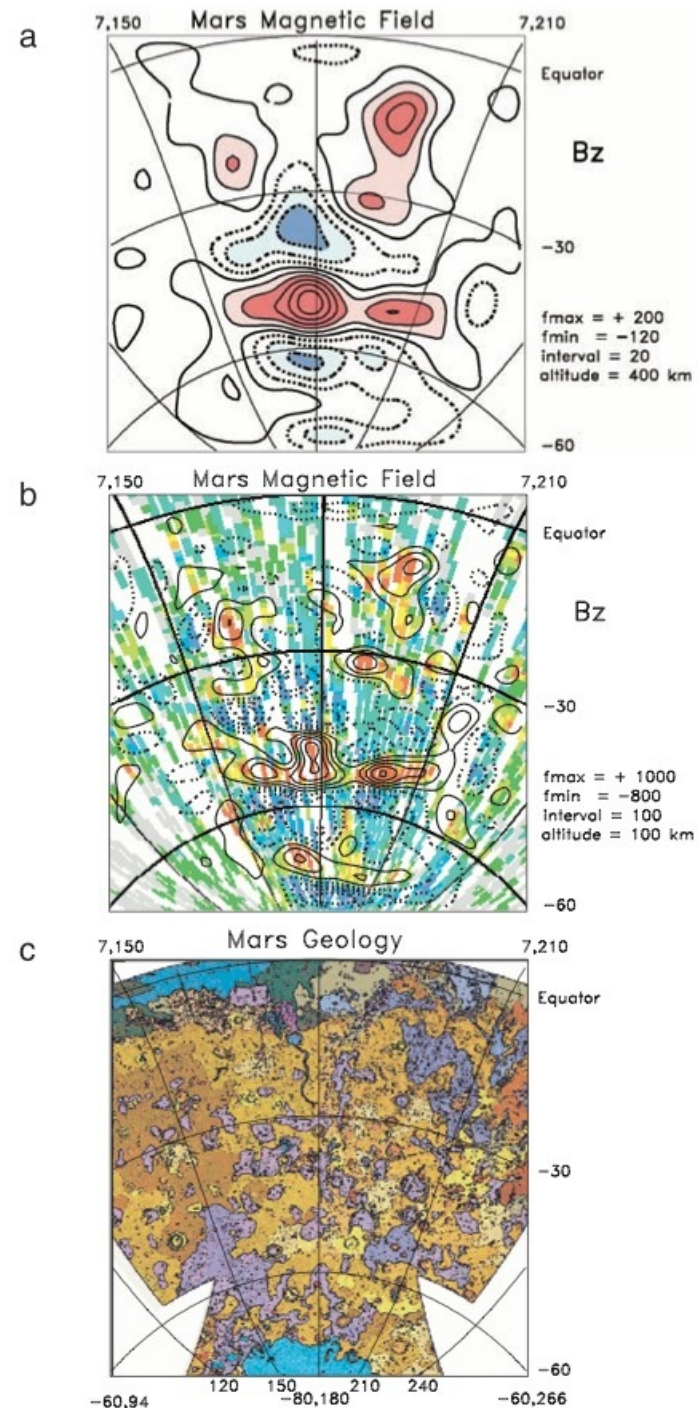 a
7,150 Mars Magnetic Field 7,210
Equator
Bz
-30
fmax = + 200
fmin = -120
interval = 20
altitude = 400 km
-60
b
7,150 Mars Magnetic Field 7,210
Equator
Bz
-30
fmax = + 1000
fmin = -800
interval = 100
altitude = 100 km
-60
c
7,150 Mars Geology 7,210
Equator
-30
-60
120 150 210 240
-60,94 -80,180 -60,266